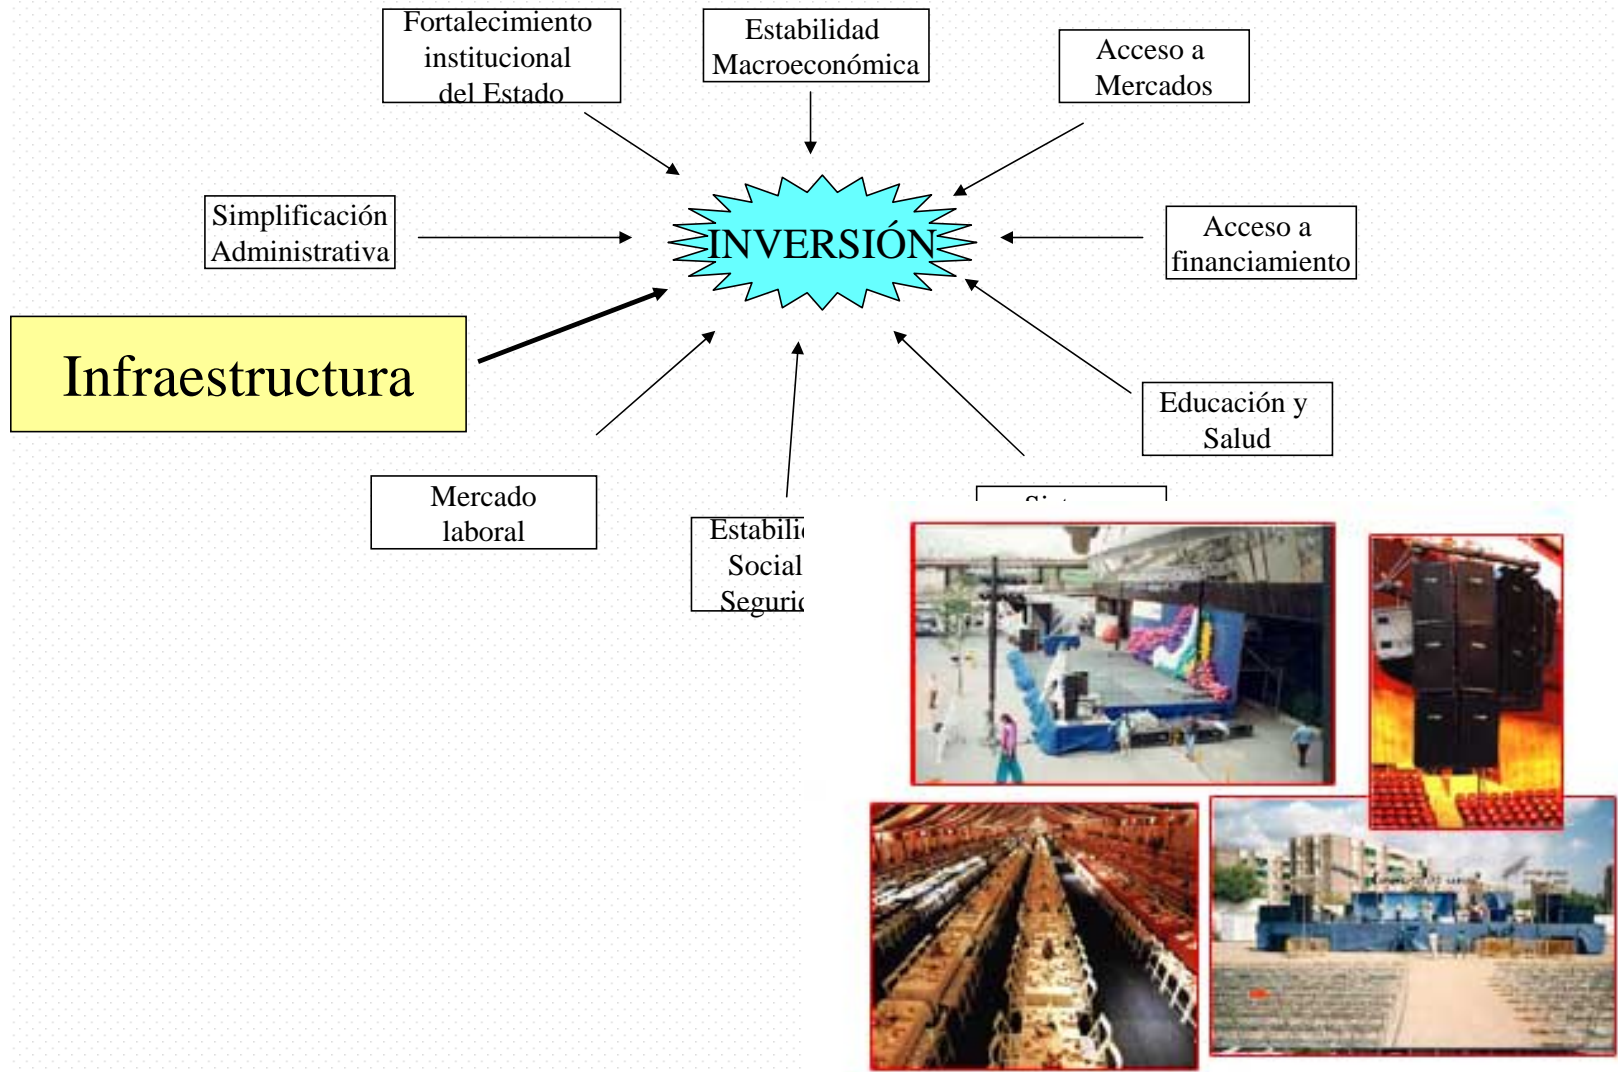 Fortalecimiento
institucional
del Estado
Estabilidad
Macroeconómica
Acceso a
Mercados
Simplificación
Administrativa
INVERSIÓN
Acceso a
financiamiento
Infraestructura
Educación y
Salud
Mercado
laboral
Social